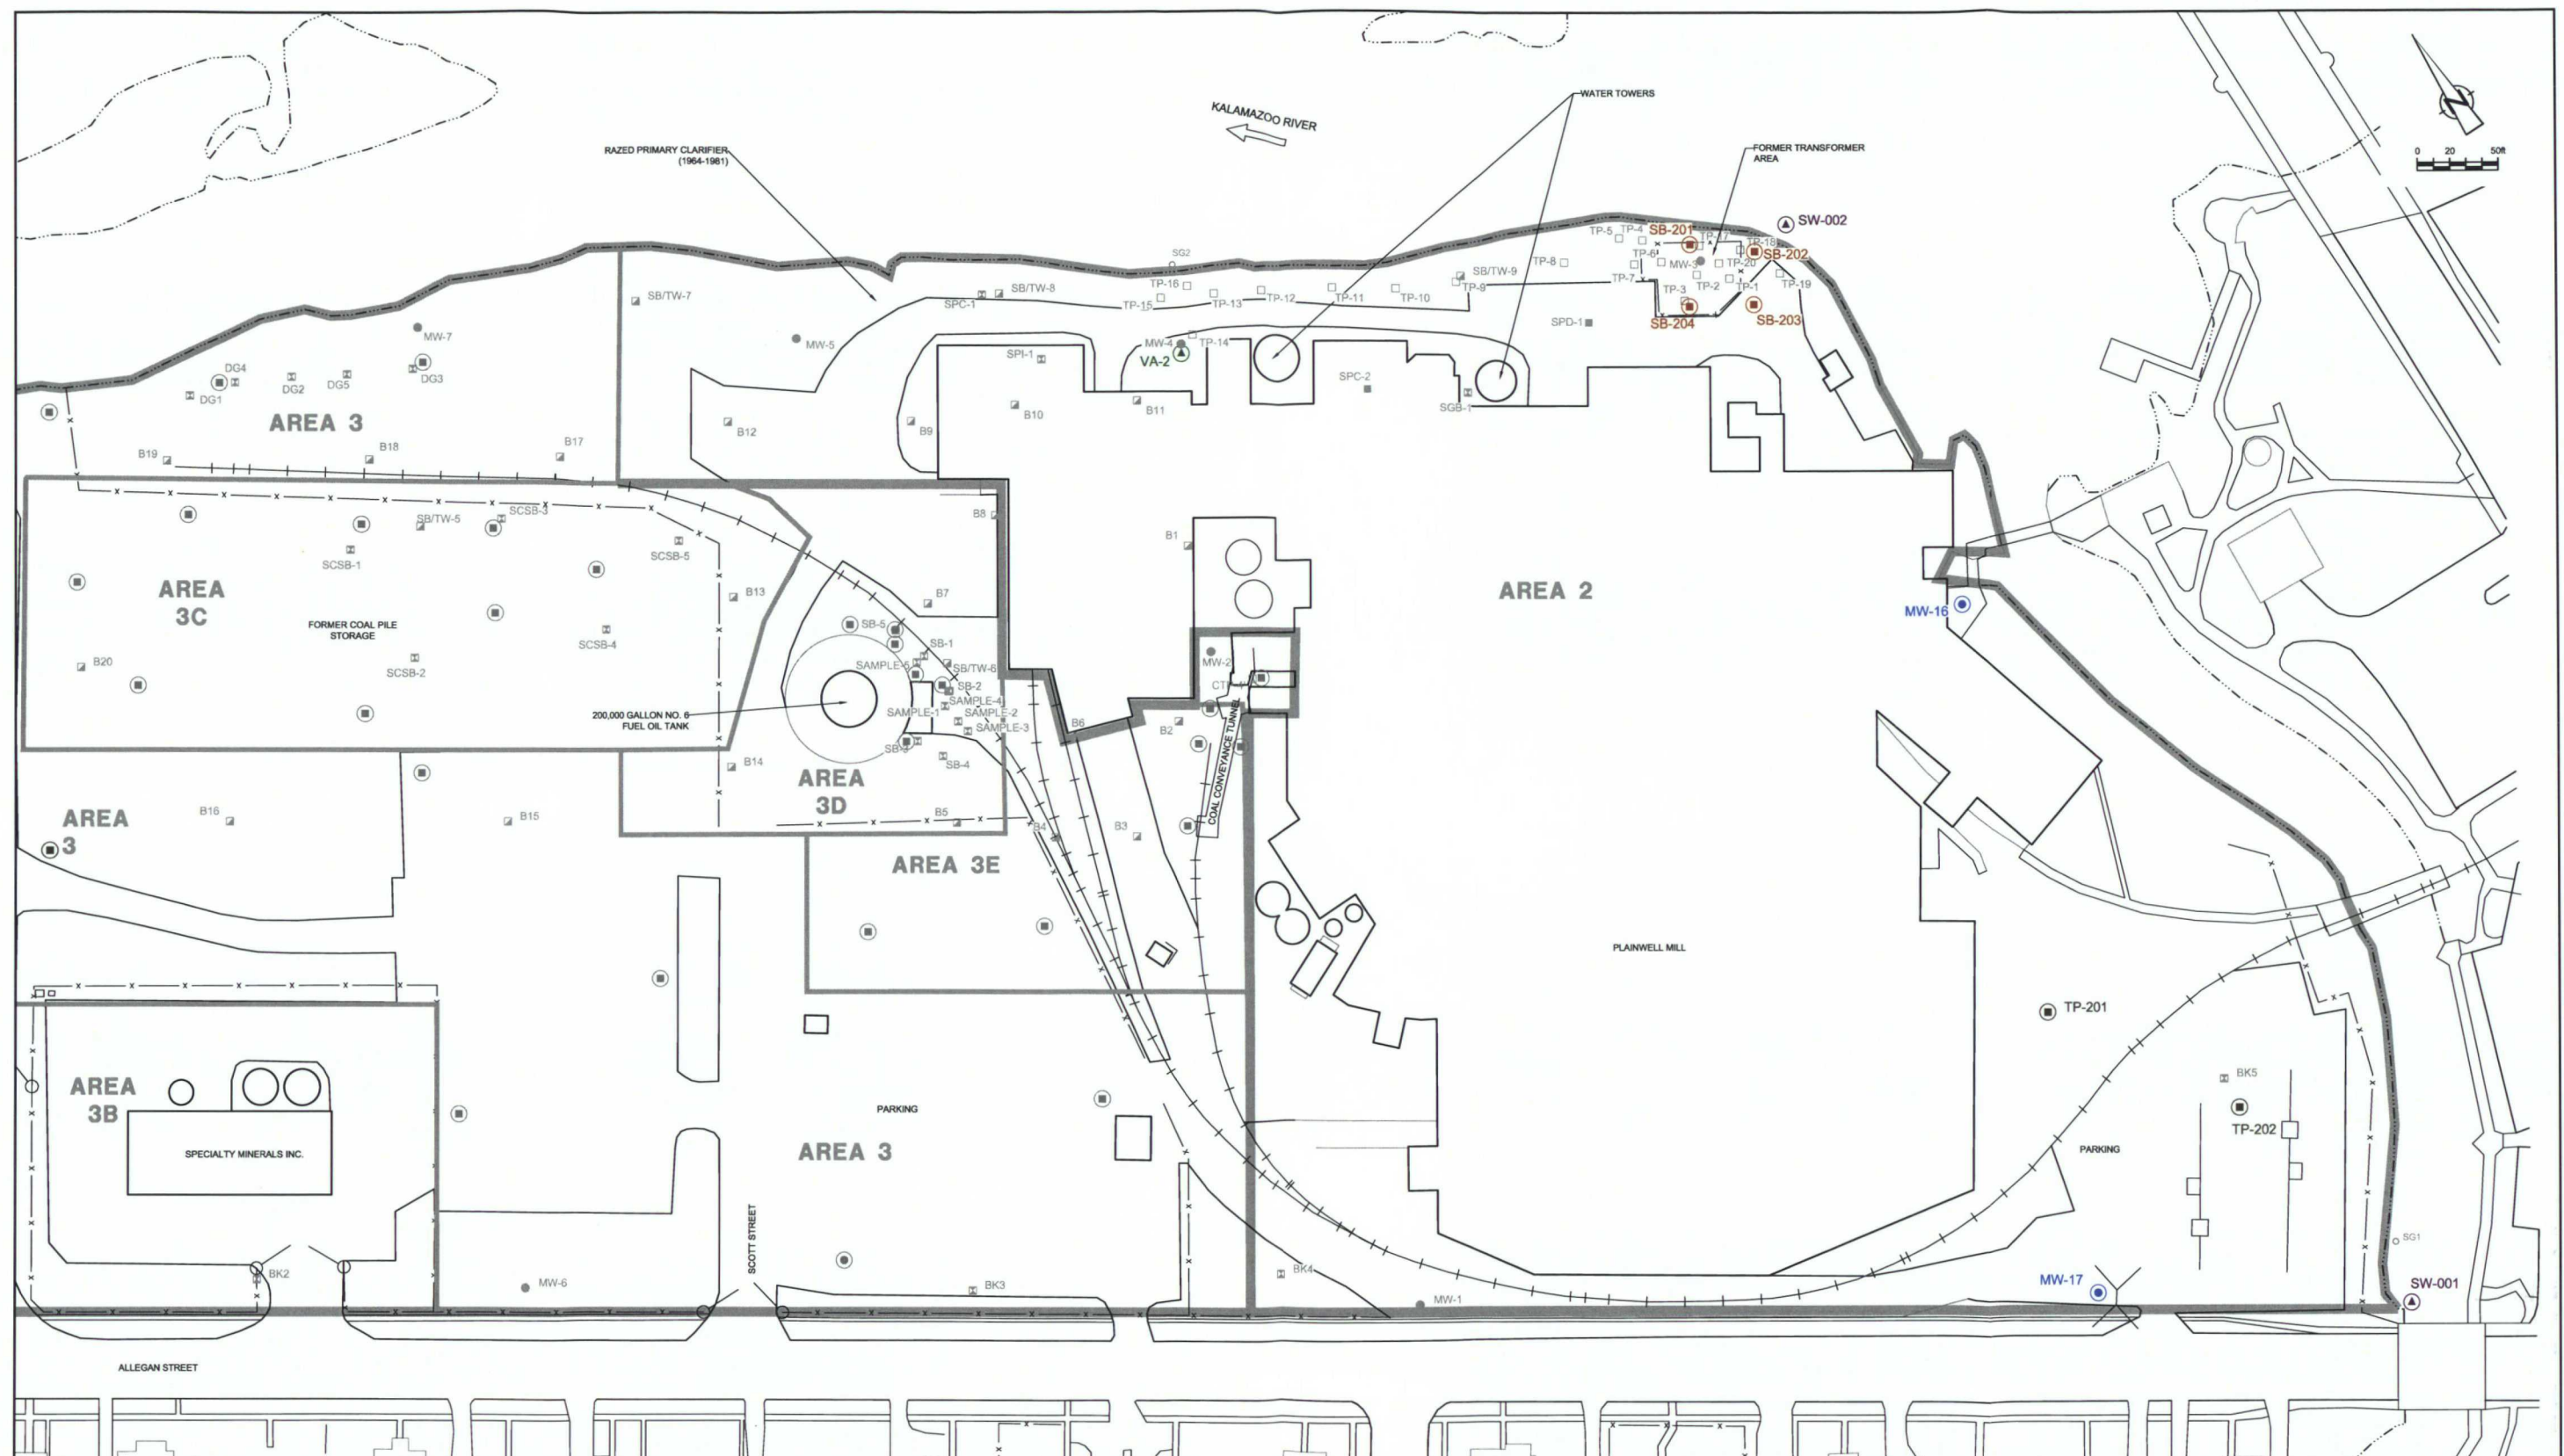 KALAMAZOO RIVER
WATER TOWERS
RAZED PRIMARY CLARIFIER
(1964-1981)
FORMER TRANSFORMER
AREA
N
0 20 50ft
SW-002
SB-201
TP-4
TP-5
TP-17
TP-18
SB-202
TP-6
MW-3
TP-20
TP-8
TP-7
TP-19
TP-3
TP-2
TP-1
SB-204
SB-203
SPD-1
SG2
SB/TW-9
TP-9
TP-16
TP-15
TP-13
TP-12
TP-11
TP-10
SPC-1
SB/TW-8
SB/TW-7
MW-7
MW-5
MW-4
TP-14
VA-2
SPI-1
SPC-2
SGB-1
DG4
DG1
DG2
DG5
DG3
AREA 3
B19
B18
B17
B12
B9
B10
B11
B8
B1
SB/TW-5
SCSB-3
SCSB-1
SCSB-5
AREA
3C
FORMER COAL PILE
STORAGE
B13
B7
AREA 2
MW-16
SCSB-4
SCSB-2
B20
SB-5
SB-1
SAMPLE-5
SB/TW-6
SB-2
SAMPLE-4
SAMPLE-1
SAMPLE-2
SAMPLE-3
SB-4
200,000 GALLON NO. 6
FUEL OIL TANK
MW-2
B6
B2
COAL CONVEYANCE TUNNEL
B14
AREA
3D
B5
B4
B3
AREA
3
B16
B15
AREA 3E
PLAINWELL MILL
TP-201
BK5
TP-202
PARKING
AREA
3B
SPECIALTY MINERALS INC.
PARKING
AREA 3
SCOTT STREET
BK2
MW-6
BK3
BK4
MW-1
MW-17
SG1
SW-001
ALLEGAN STREET